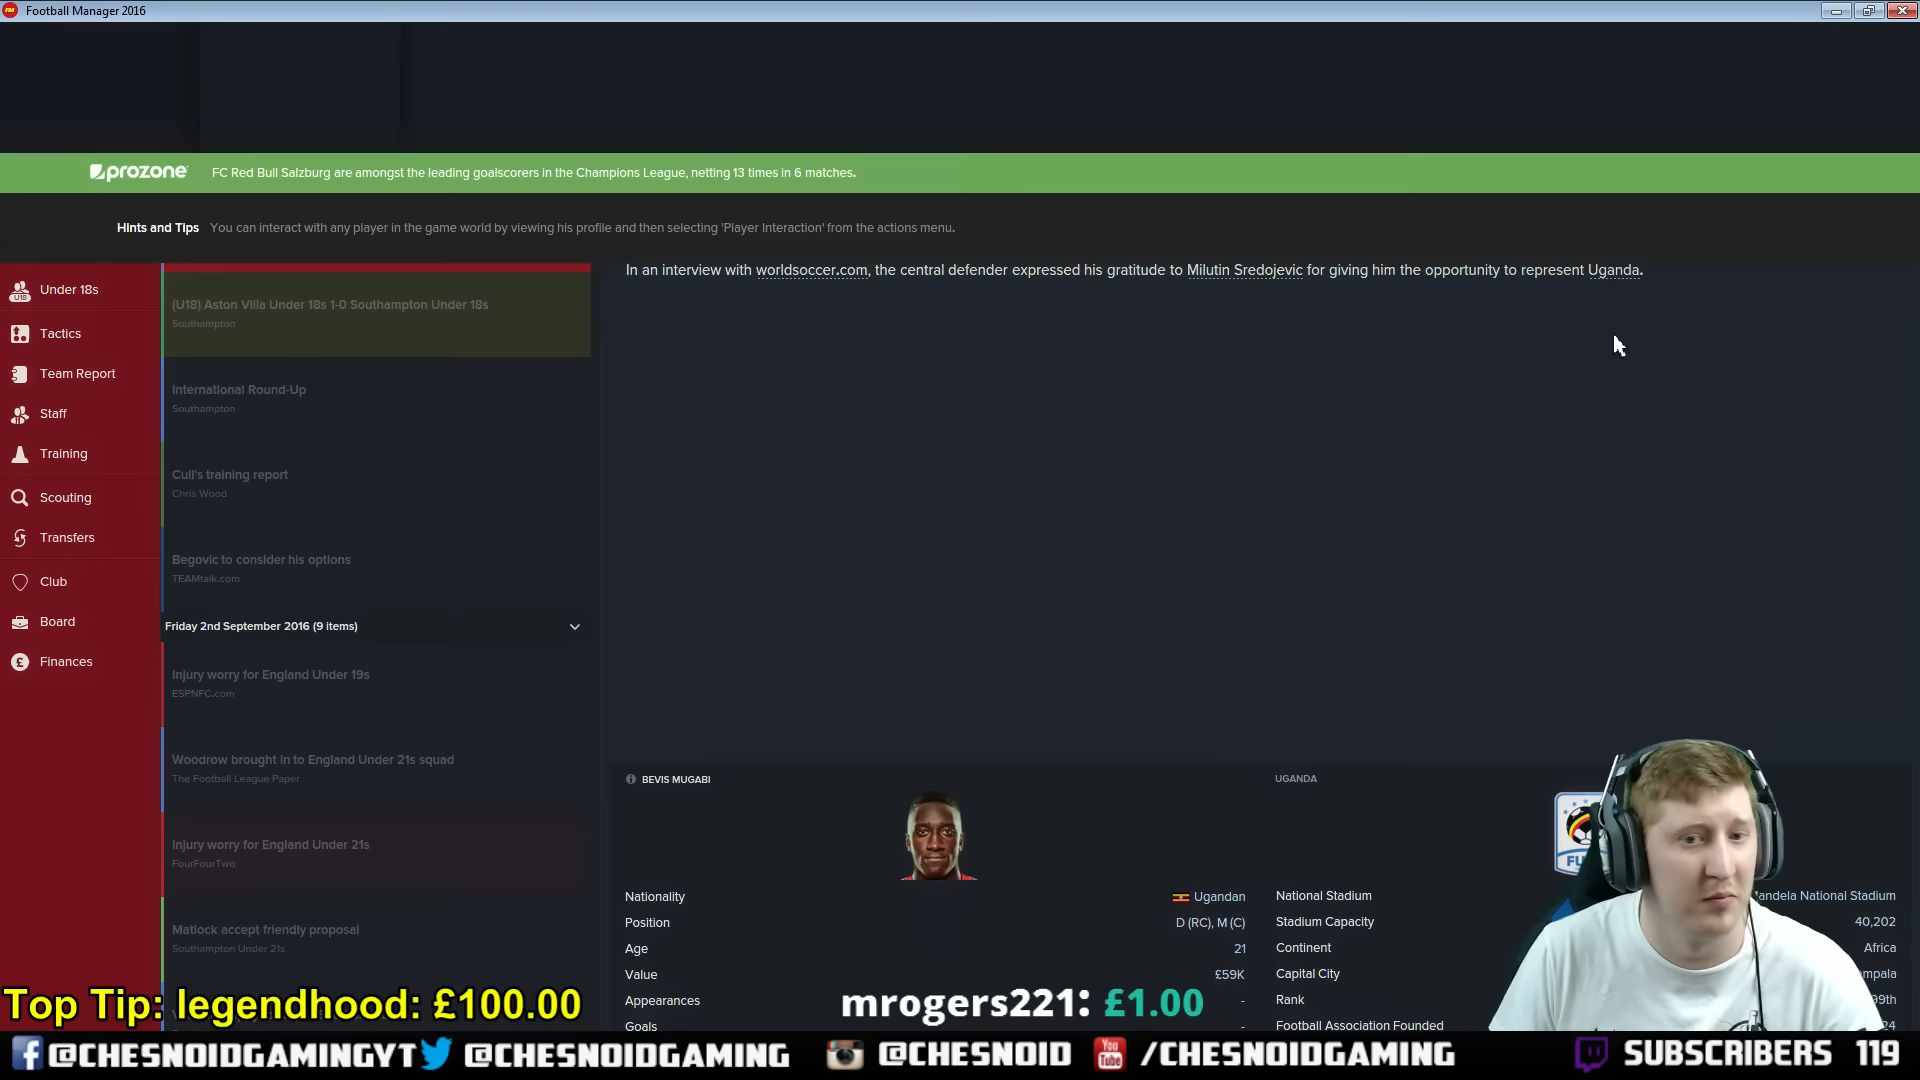 Football Manager 2016
prozone
FC Red Bull Salzburg are amongst the leading goalscorers in the Champions League, netting 13 times in 6 matches.
Hints and Tips You can interact with any player in the game world by viewing his profile and then selecting 'Player Interaction' from the actions menu.
Under 18s
Tactics
Team Report
Staff
Training
Scouting
Transfers
Club
Board
Finances
(U18) Aston Villa Under 18s 1-0 Southampton Under 18s
Southampton
International Round-Up
Southampton
Cull's training report
Chris Wood
Begovic to consider his options
TEAMtalk.com
Friday 2nd September 2016 (9 items)
Injury worry for England Under 19s
ESPNFC.com
Woodrow brought in to England Under 21s squad
The Football League Paper
Injury worry for England Under 21s
FourFourTwo
Matlock accept friendly proposal
Southampton Under 21s
In an interview with worldsoccer.com, the central defender expressed his gratitude to Milutin Sredojevic for giving him the opportunity to represent Uganda.
BEVIS MUGABI
Nationality Ugandan
Position D (RC), M (C)
Age 21
Value £59K
Appearances -
Goals -
UGANDA
National Stadium andela National Stadium
Stadium Capacity 40,202
Continent Africa
Capital City mpala
Rank 99th
Football Association Founded 24
Top Tip: legendhood: £100.00
mrogers221: £1.00
@CHESNOIDGAMINGYT @CHESNOIDGAMING @CHESNOID You Tube /CHESNOIDGAMING SUBSCRIBERS 119